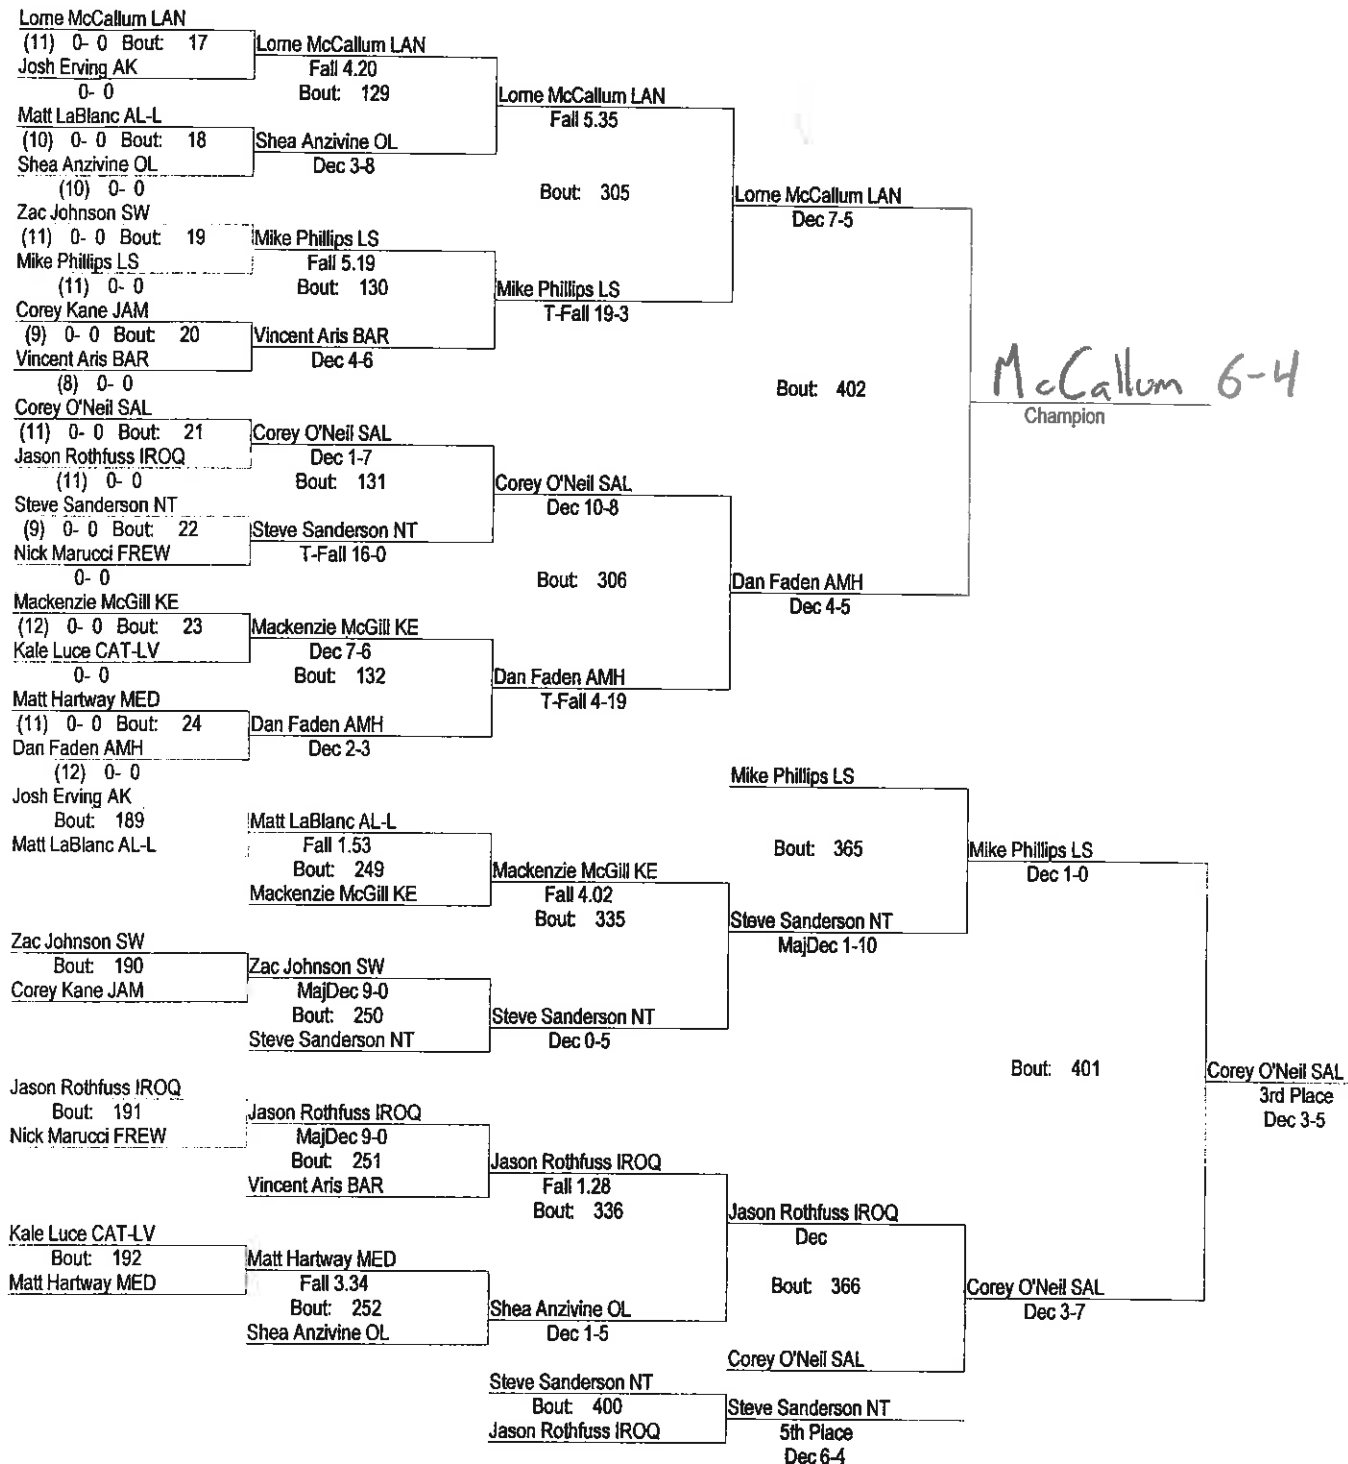 Lorne McCallum LAN
(11) 0- 0 Bout: 17
Josh Erving AK
0- 0
Matt LaBlanc AL-L
(10) 0- 0 Bout: 18
Shea Anzivine OL
(10) 0- 0
Zac Johnson SW
(11) 0- 0 Bout: 19
Mike Phillips LS
(11) 0- 0
Corey Kane JAM
(9) 0- 0 Bout: 20
Vincent Aris BAR
(8) 0- 0
Corey O'Neil SAL
(11) 0- 0 Bout: 21
Jason Rothfuss IROQ
(11) 0- 0
Steve Sanderson NT
(9) 0- 0 Bout: 22
Nick Marucci FREW
0- 0
Mackenzie McGill KE
(12) 0- 0 Bout: 23
Kale Luce CAT-LV
0- 0
Matt Hartway MED
(11) 0- 0 Bout: 24
Dan Faden AMH
(12) 0- 0
Josh Erving AK
Bout: 189
Matt LaBlanc AL-L
Zac Johnson SW
Bout: 190
Corey Kane JAM
Jason Rothfuss IROQ
Bout: 191
Nick Marucci FREW
Kale Luce CAT-LV
Bout: 192
Matt Hartway MED
Lorne McCallum LAN
Fall 4.20
Bout: 129
Shea Anzivine OL
Dec 3-8
Mike Phillips LS
Fall 5.19
Bout: 130
Vincent Aris BAR
Dec 4-6
Corey O'Neil SAL
Dec 1-7
Bout: 131
Steve Sanderson NT
T-Fall 16-0
Mackenzie McGill KE
Dec 7-6
Bout: 132
Dan Faden AMH
Dec 2-3
Matt LaBlanc AL-L
Fall 1.53
Bout: 249
Mackenzie McGill KE
Zac Johnson SW
MajDec 9-0
Bout: 250
Steve Sanderson NT
Jason Rothfuss IROQ
MajDec 9-0
Bout: 251
Vincent Aris BAR
Matt Hartway MED
Fall 3.34
Bout: 252
Shea Anzivine OL
Lorne McCallum LAN
Fall 5.35
Bout: 305
Mike Phillips LS
T-Fall 19-3
Corey O'Neil SAL
Dec 10-8
Bout: 306
Dan Faden AMH
T-Fall 4-19
Mackenzie McGill KE
Fall 4.02
Bout: 335
Steve Sanderson NT
Dec 0-5
Jason Rothfuss IROQ
Fall 1.28
Bout: 336
Shea Anzivine OL
Dec 1-5
Steve Sanderson NT
Bout: 400
Jason Rothfuss IROQ
Lorne McCallum LAN
Dec 7-5
Bout: 402
Dan Faden AMH
Dec 4-5
Mike Phillips LS
Bout: 365
Steve Sanderson NT
MajDec 1-10
Jason Rothfuss IROQ
Dec
Bout: 366
Corey O'Neil SAL
Steve Sanderson NT
5th Place
Dec 6-4
McCallum 6-4
Champion
Mike Phillips LS
Dec 1-0
Bout: 401
Corey O'Neil SAL
Dec 3-7
Corey O'Neil SAL
3rd Place
Dec 3-5